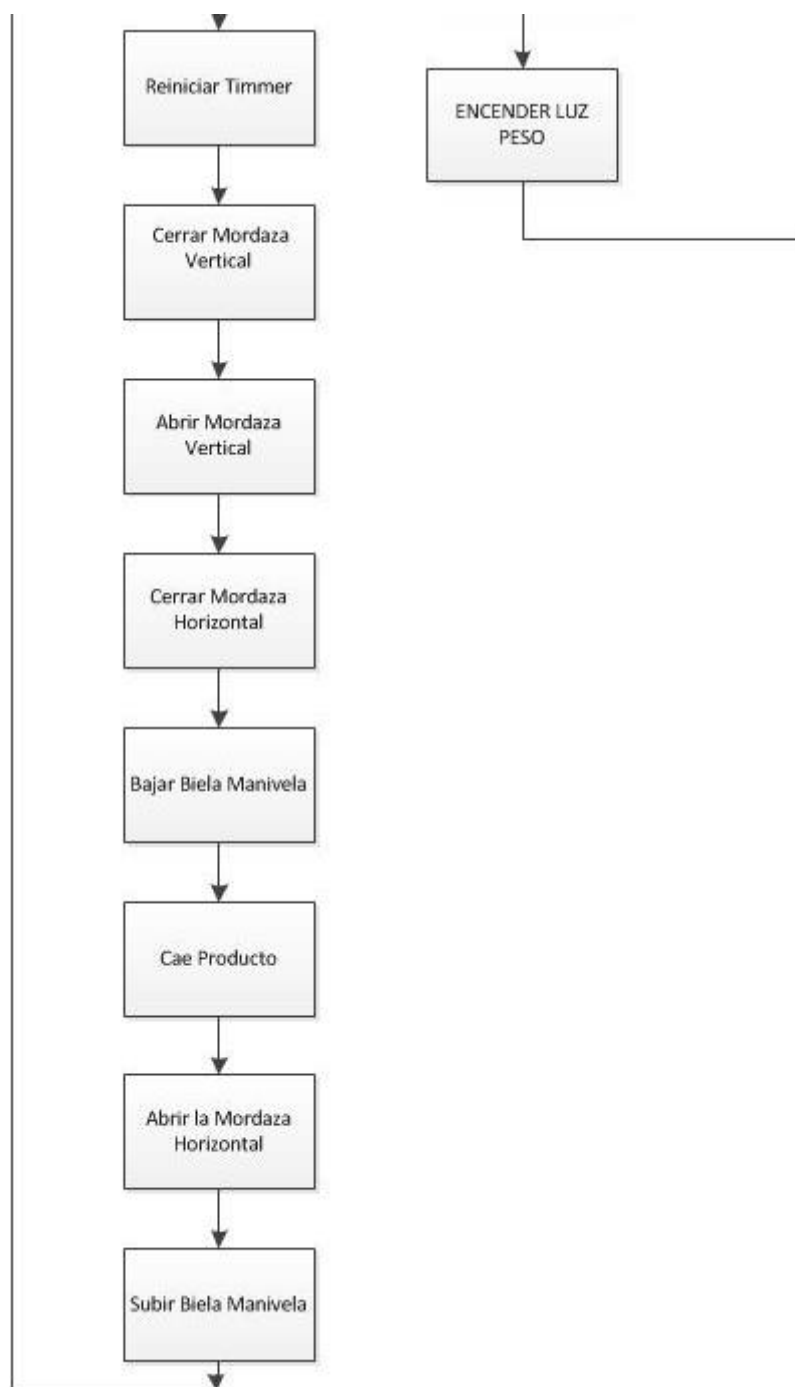 Reiniciar Timmer
Cerrar Mordaza
Vertical
Abrir Mordaza
Vertical
Cerrar Mordaza
Horizontal
Bajar Biela Manivela
Cae Producto
Abrir la Mordaza
Horizontal
Subir Biela Manivela
ENCENDER LUZ
PESO